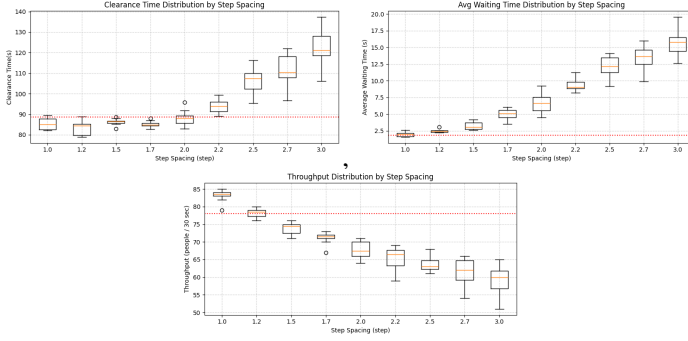 Clearance Time Distribution by Step Spacing
140
130
120
110
100
90
80
Clearance Time(s)
1.0 1.2 1.5 1.7 2.0 2.2 2.5 2.7 3.0
Step Spacing (step)
Avg Waiting Time Distribution by Step Spacing
20.0
17.5
15.0
12.5
10.0
7.5
5.0
2.5
Average Waiting Time (s)
1.0 1.2 1.5 1.7 2.0 2.2 2.5 2.7 3.0
Step Spacing (step)
,
Throughput Distribution by Step Spacing
85
80
75
70
65
60
55
50
Throughput (people / 30 sec)
1.0 1.2 1.5 1.7 2.0 2.2 2.5 2.7 3.0
Step Spacing (step)